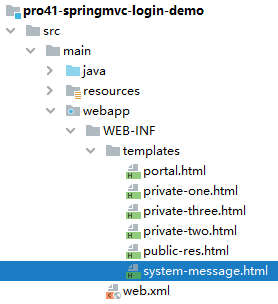 pro41-springmvc-login-demo
src
main
java
resources
webapp
WEB-INF
templates
portal.html
private-one.html
private-three.html
private-two.html
public-res.html
system-message.html
web.xml